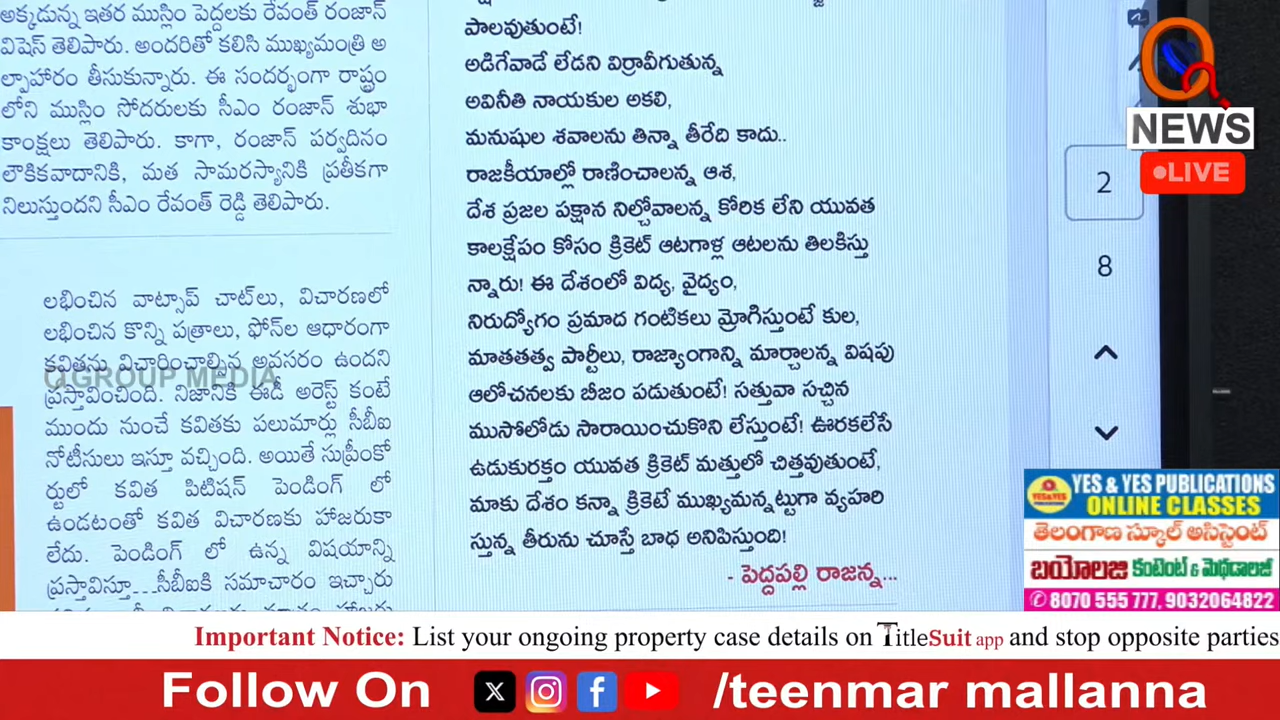 అక్కడున్న ఇతర ముస్లిం పెద్దలకు రేవంత్ రంజాన్
విషెస్ తెలిపారు. అందరితో కలిసి ముఖ్యమంత్రి అ
ల్పాహారం తీసుకున్నారు. ఈ సందర్భంగా రాష్ట్రం
లోని ముస్లిం సోదరులకు సీఎం రంజాన్ శుభా
కాంక్షలు తెలిపారు. కాగా, రంజాన్ పర్వదినం
లౌకికవాదానికి, మత సామరస్యానికి ప్రతీకగా
నిలుస్తుందని సీఎం రేవంత్ రెడ్డి తెలిపారు.
లభించిన వాట్సాప్ చాట్‌లు, విచారణలో
లభించిన కొన్ని పత్రాలు, ఫోన్‌ల ఆధారంగా
కవితను విచారించాల్సిన అవసరం ఉందని
Q GROUP MEDIA
ప్రస్తావించింది. నిజానికి ఈడీ అరెస్ట్ కంటే
ముందు నుంచే కవితకు పలుమార్లు సీబీఐ
నోటీసులు ఇస్తూ వచ్చింది. అయితే సుప్రీంకో
ర్టులో కవిత పిటిషన్ పెండింగ్ లో
ఉండటంతో కవిత విచారణకు హాజరుకా
లేదు. పెండింగ్ లో ఉన్న విషయాన్ని
ప్రస్తావిస్తూ...సీబీఐకి సమాచారం ఇచ్చారు
పాలవుతుంటే!
అడిగేవాడే లేడని విర్రావీగుతున్న
అవినీతి నాయకుల అకలి,
మనుషుల శవాలను తిన్నా తీరేది కాదు..
రాజకీయాల్లో రాణించాలన్న ఆశ,
దేశ ప్రజల పక్షాన నిల్చోవాలన్న కోరిక లేని యువత
కాలక్షేపం కోసం క్రికెట్ ఆటగాళ్ల ఆటలను తిలకిస్తు
న్నారు! ఈ దేశంలో విద్య, వైద్యం,
నిరుద్యోగం ప్రమాద గంటికలు మ్రోగిస్తుంటే కుల,
మాతతత్వ పార్టీలు, రాజ్యాంగాన్ని మార్చాలన్న విషపు
ఆలోచనలకు బీజం పడుతుంటే! సత్తువా సచ్చిన
ముసోలోడు సారాయించుకొని లేస్తుంటే! ఊరకలేసే
ఉడుకురక్తం యువత క్రికెట్ మత్తులో చిత్తవుతుంటే,
మాకు దేశం కన్నా క్రికెటే ముఖ్యమన్నట్టుగా వ్యహరి
స్తున్న తీరును చూస్తే బాధ అనిపిస్తుంది!
- పెద్దపల్లి రాజన్న...
2
8
Q
NEWS
LIVE
YES & YES PUBLICATIONS
ONLINE CLASSES
తెలంగాణ స్కూల్ అసిస్టెంట్
బయోలజి కంటెంట్ & మెథడాలజీ
8070 555 777, 9032064822
Important Notice: List your ongoing property case details on TitleSuit app and stop opposite parties
Follow On X f /teenmar mallanna